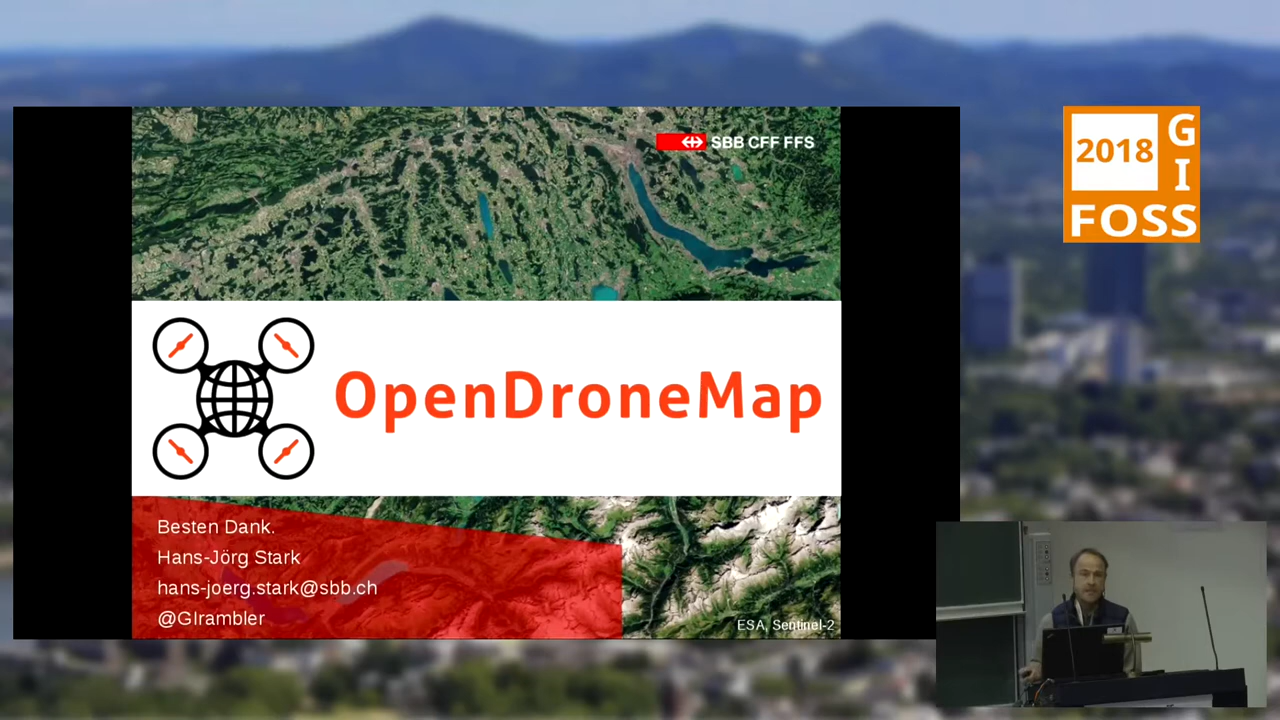 SBB CFF FFS
OpenDroneMap
Besten Dank.
Hans-Jörg Stark
hans-joerg.stark@sbb.ch
@GIrambler
ESA, Sentinel-2
2018 GI
FOSS